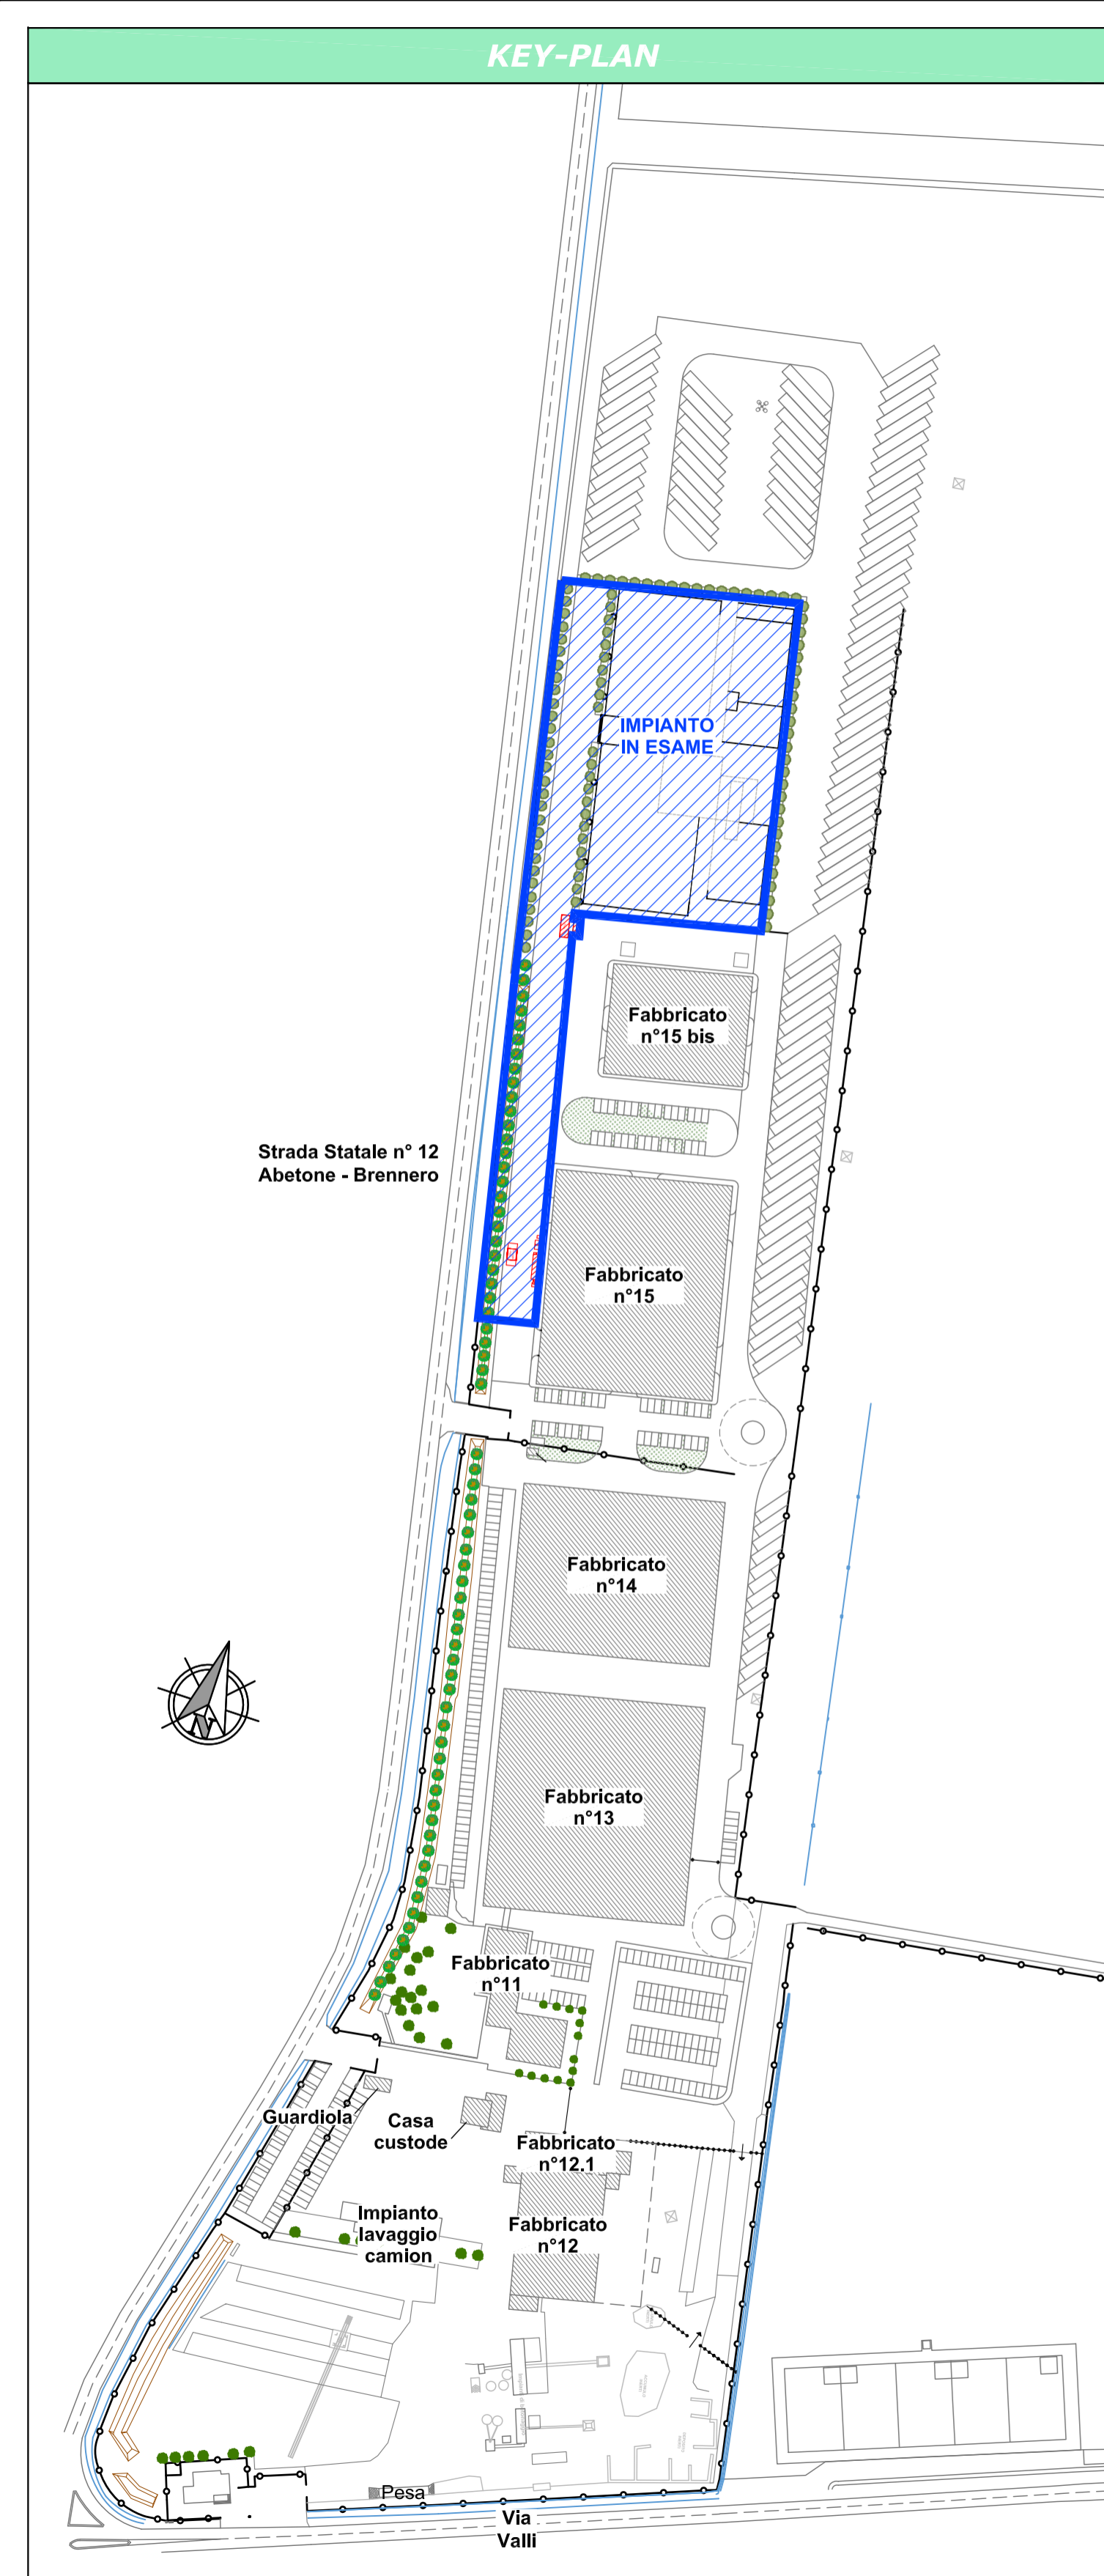 KEY-PLAN
IMPIANTO
IN ESAME
Fabbricato
n°15 bis
Strada Statale n° 12
Abetone - Brennero
Fabbricato
n°15
Fabbricato
n°14
N
Fabbricato
n°13
Fabbricato
n°11
Guardiola
Casa
custode
Fabbricato
n°12.1
Impianto
lavaggio
camion
Fabbricato
n°12
Pesa
Via
Valli